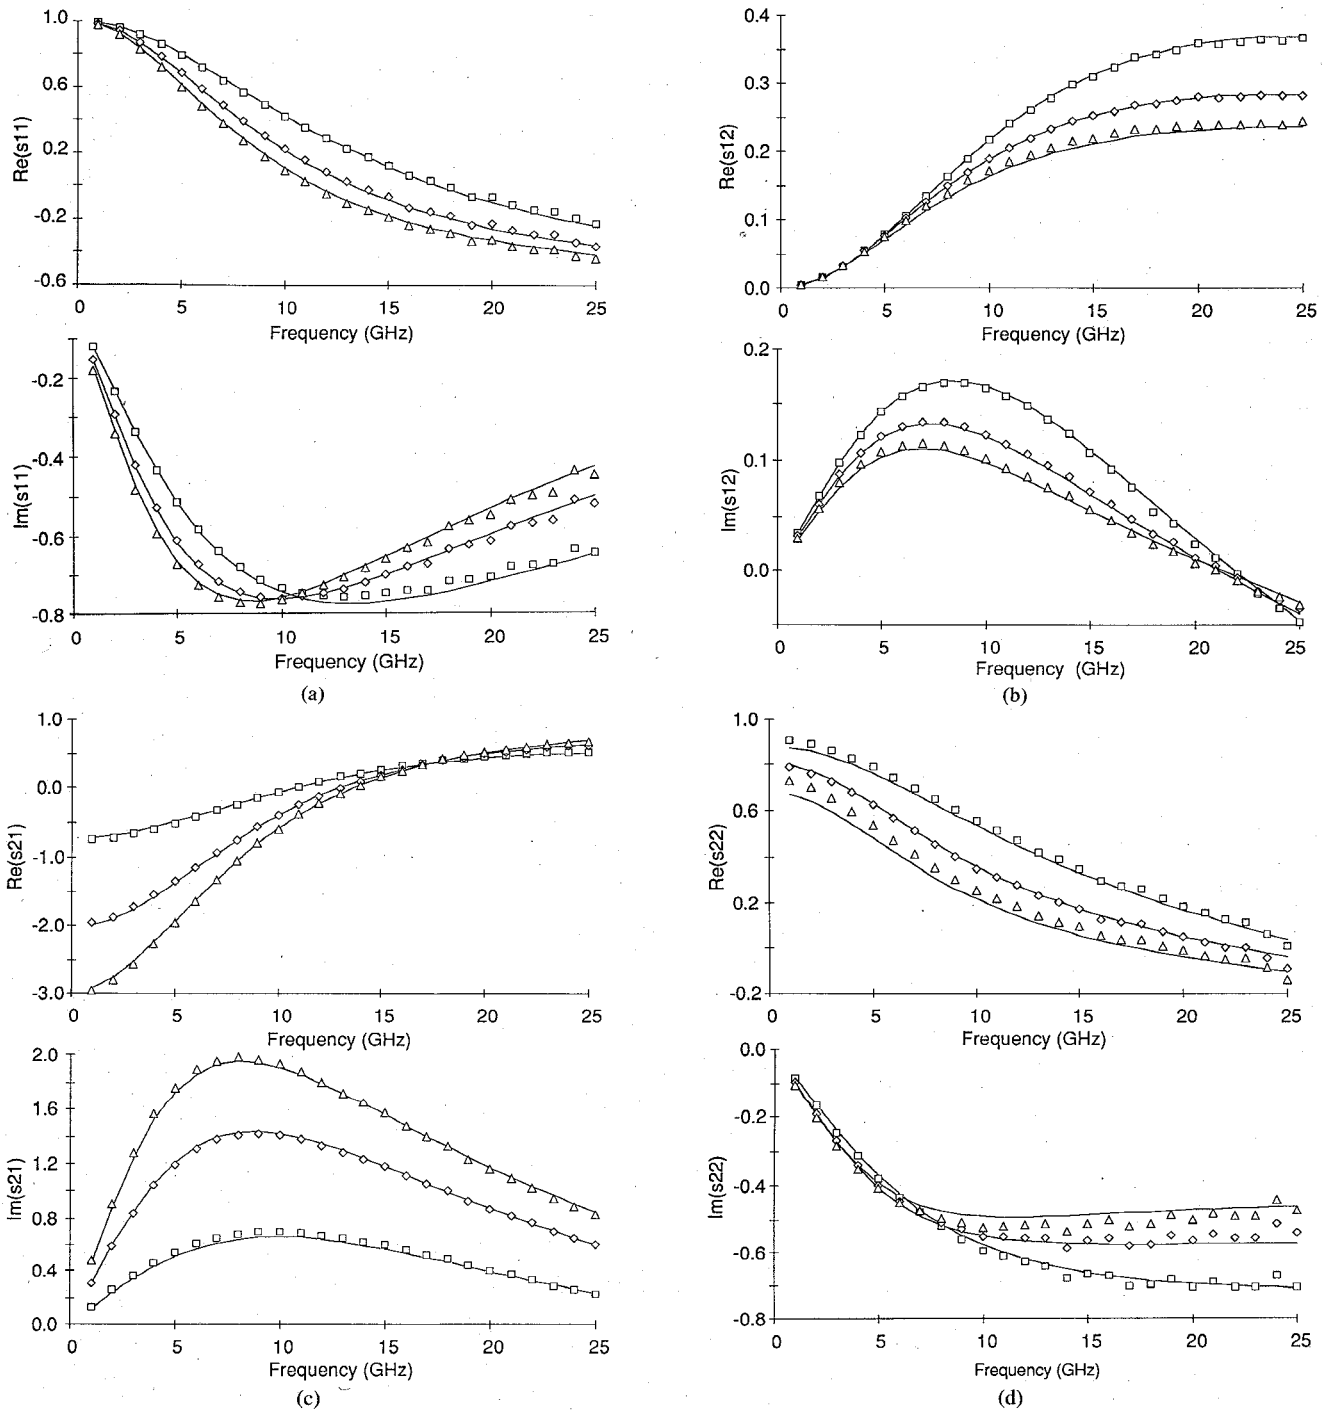 1.0
0.6
0.2
-0.2
-0.6
Re(s11)
0 5 10 15 20 25
Frequency (GHz)
-0.2
-0.4
-0.6
-0.8
Im(s11)
0 5 10 15 20 25
Frequency (GHz)
(a)
0.4
0.3
0.2
0.1
0.0
Re(s12)
0 5 10 15 20 25
Frequency (GHz)
0.2
0.1
0.0
Im(s12)
0 5 10 15 20 25
Frequency (GHz)
(b)
1.0
0.0
-1.0
-2.0
-3.0
Re(s21)
0 5 10 15 20 25
Frequency (GHz)
2.0
1.6
1.2
0.8
0.4
0.0
Im(s21)
0 5 10 15 20 25
Frequency (GHz)
(c)
1.0
0.6
0.2
-0.2
Re(s22)
0 5 10 15 20 25
Frequency (GHz)
0.0
-0.2
-0.4
-0.6
-0.8
Im(s22)
0 5 10 15 20 25
Frequency (GHz)
(d)